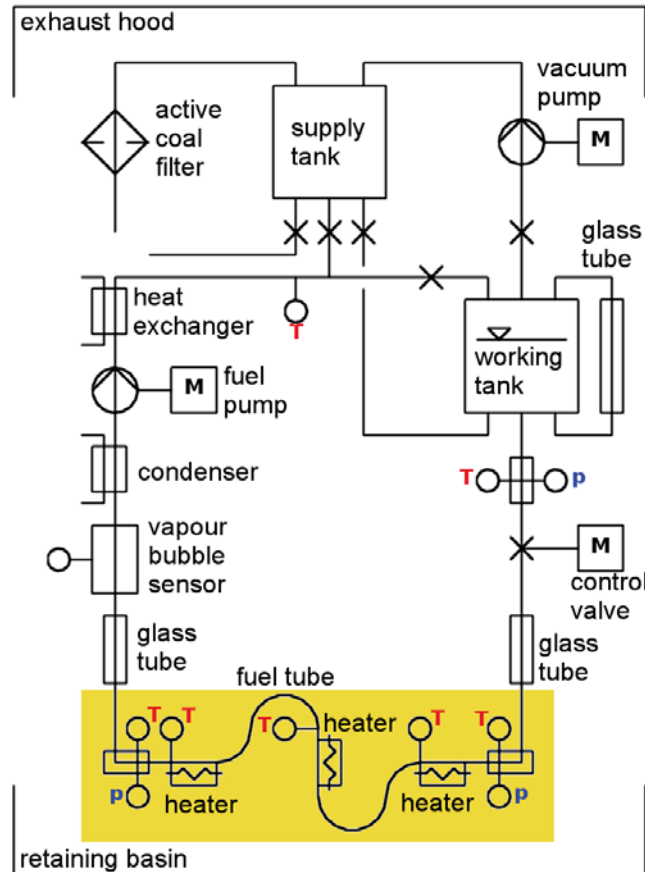 exhaust hood
active
coal
filter
supply
tank
vacuum
pump
M
glass
tube
heat
exchanger
T
working
tank
M
fuel
pump
condenser
T
p
vapour
bubble
sensor
M
control
valve
glass
tube
glass
tube
fuel tube
T
T
T
heater
T
T
p
heater
heater
p
retaining basin